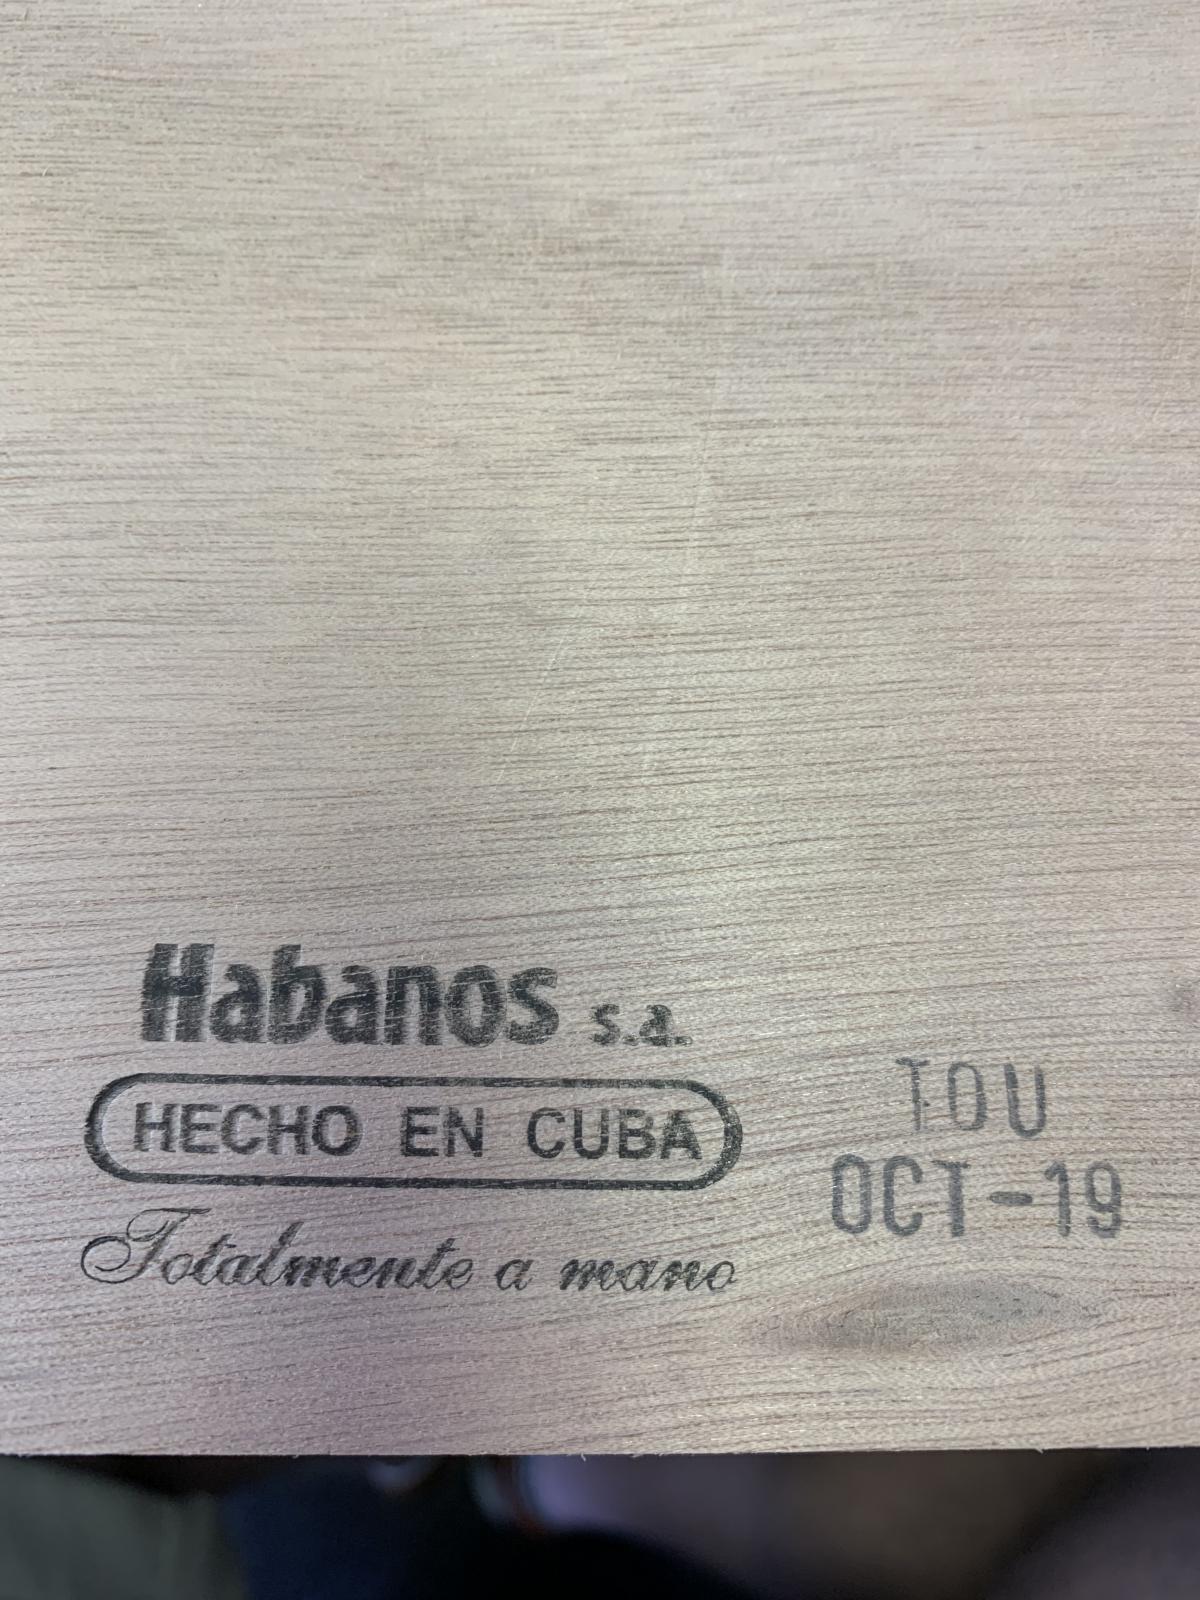 Habanos s.a.
HECHO EN CUBA
Totalmente a mano
TOU
OCT-19